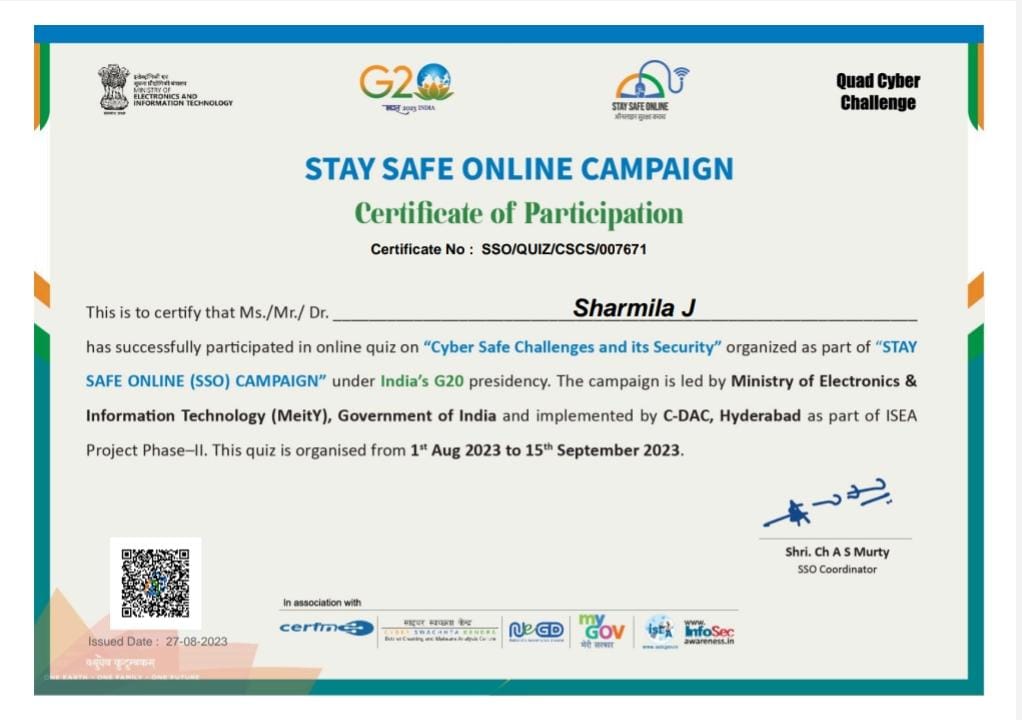 इलेक्ट्रॉनिकी एवं
सूचना प्रौद्योगिकी मंत्रालय
MINISTRY OF
ELECTRONICS AND
INFORMATION TECHNOLOGY
G20
भारत 2023 INDIA
STAY SAFE ONLINE
ऑनलाइन सुरक्षा कवच
Quad Cyber
Challenge
STAY SAFE ONLINE CAMPAIGN
Certificate of Participation
Certificate No : SSO/QUIZ/CSCS/007671
This is to certify that Ms./Mr./ Dr. Sharmila J
has successfully participated in online quiz on “Cyber Safe Challenges and its Security” organized as part of “STAY
SAFE ONLINE (SSO) CAMPAIGN” under India’s G20 presidency. The campaign is led by Ministry of Electronics &
Information Technology (MeitY), Government of India and implemented by C-DAC, Hyderabad as part of ISEA
Project Phase–II. This quiz is organised from 1st Aug 2023 to 15th September 2023.
Shri. Ch A S Murty
SSO Coordinator
In association with
साइबर स्वच्छता केन्द्र
CYBER SWACHHTA KENDRA
Botnet Cleaning and Malware Analysis Centre
NeGD
my
GOV
मेरी सरकार
ISEA
www.
InfoSec
awareness.in
Issued Date : 27-08-2023
वसुधैव कुटुम्बकम्
ONE EARTH • ONE FAMILY • ONE FUTURE